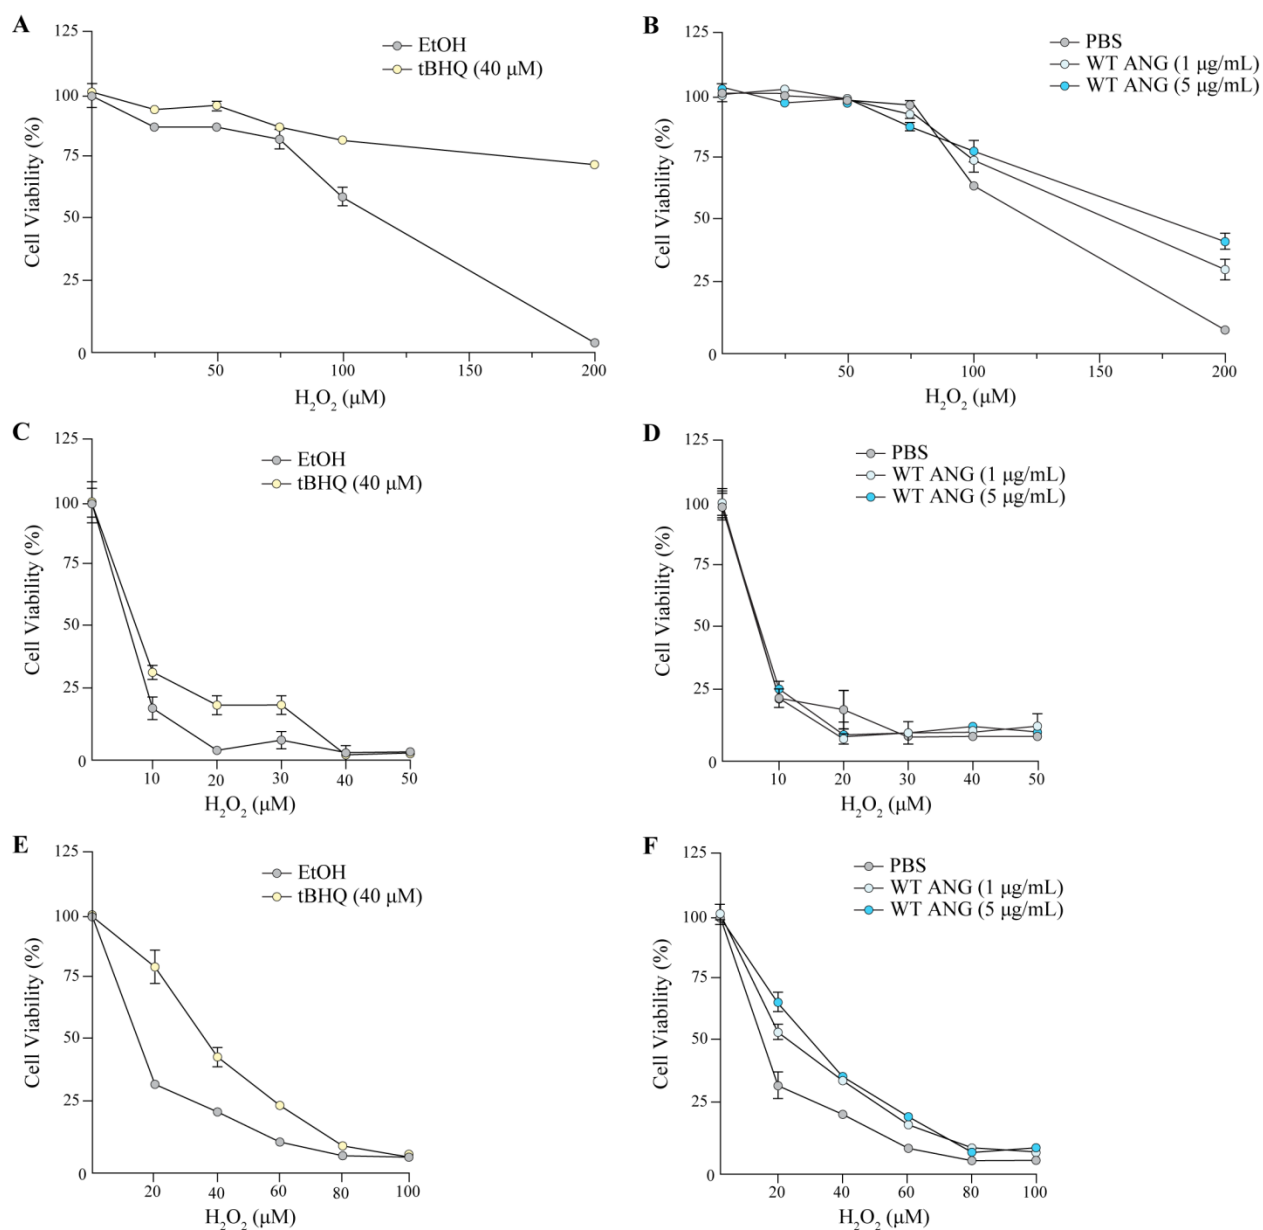 A
125
100
75
50
25
0
Cell Viability (%)
EtOH
tBHQ (40 μM)
50
100
150
200
H₂O₂ (μM)
B
125
100
75
50
25
0
Cell Viability (%)
PBS
WT ANG (1 μg/mL)
WT ANG (5 μg/mL)
50
100
150
200
H₂O₂ (μM)
C
125
100
75
50
25
0
Cell Viability (%)
EtOH
tBHQ (40 μM)
10
20
30
40
50
H₂O₂ (μM)
D
125
100
75
50
25
0
Cell Viability (%)
PBS
WT ANG (1 μg/mL)
WT ANG (5 μg/mL)
10
20
30
40
50
H₂O₂ (μM)
E
125
100
75
50
25
0
Cell Viability (%)
EtOH
tBHQ (40 μM)
20
40
60
80
100
H₂O₂ (μM)
F
125
100
75
50
25
0
Cell Viability (%)
PBS
WT ANG (1 μg/mL)
WT ANG (5 μg/mL)
20
40
60
80
100
H₂O₂ (μM)